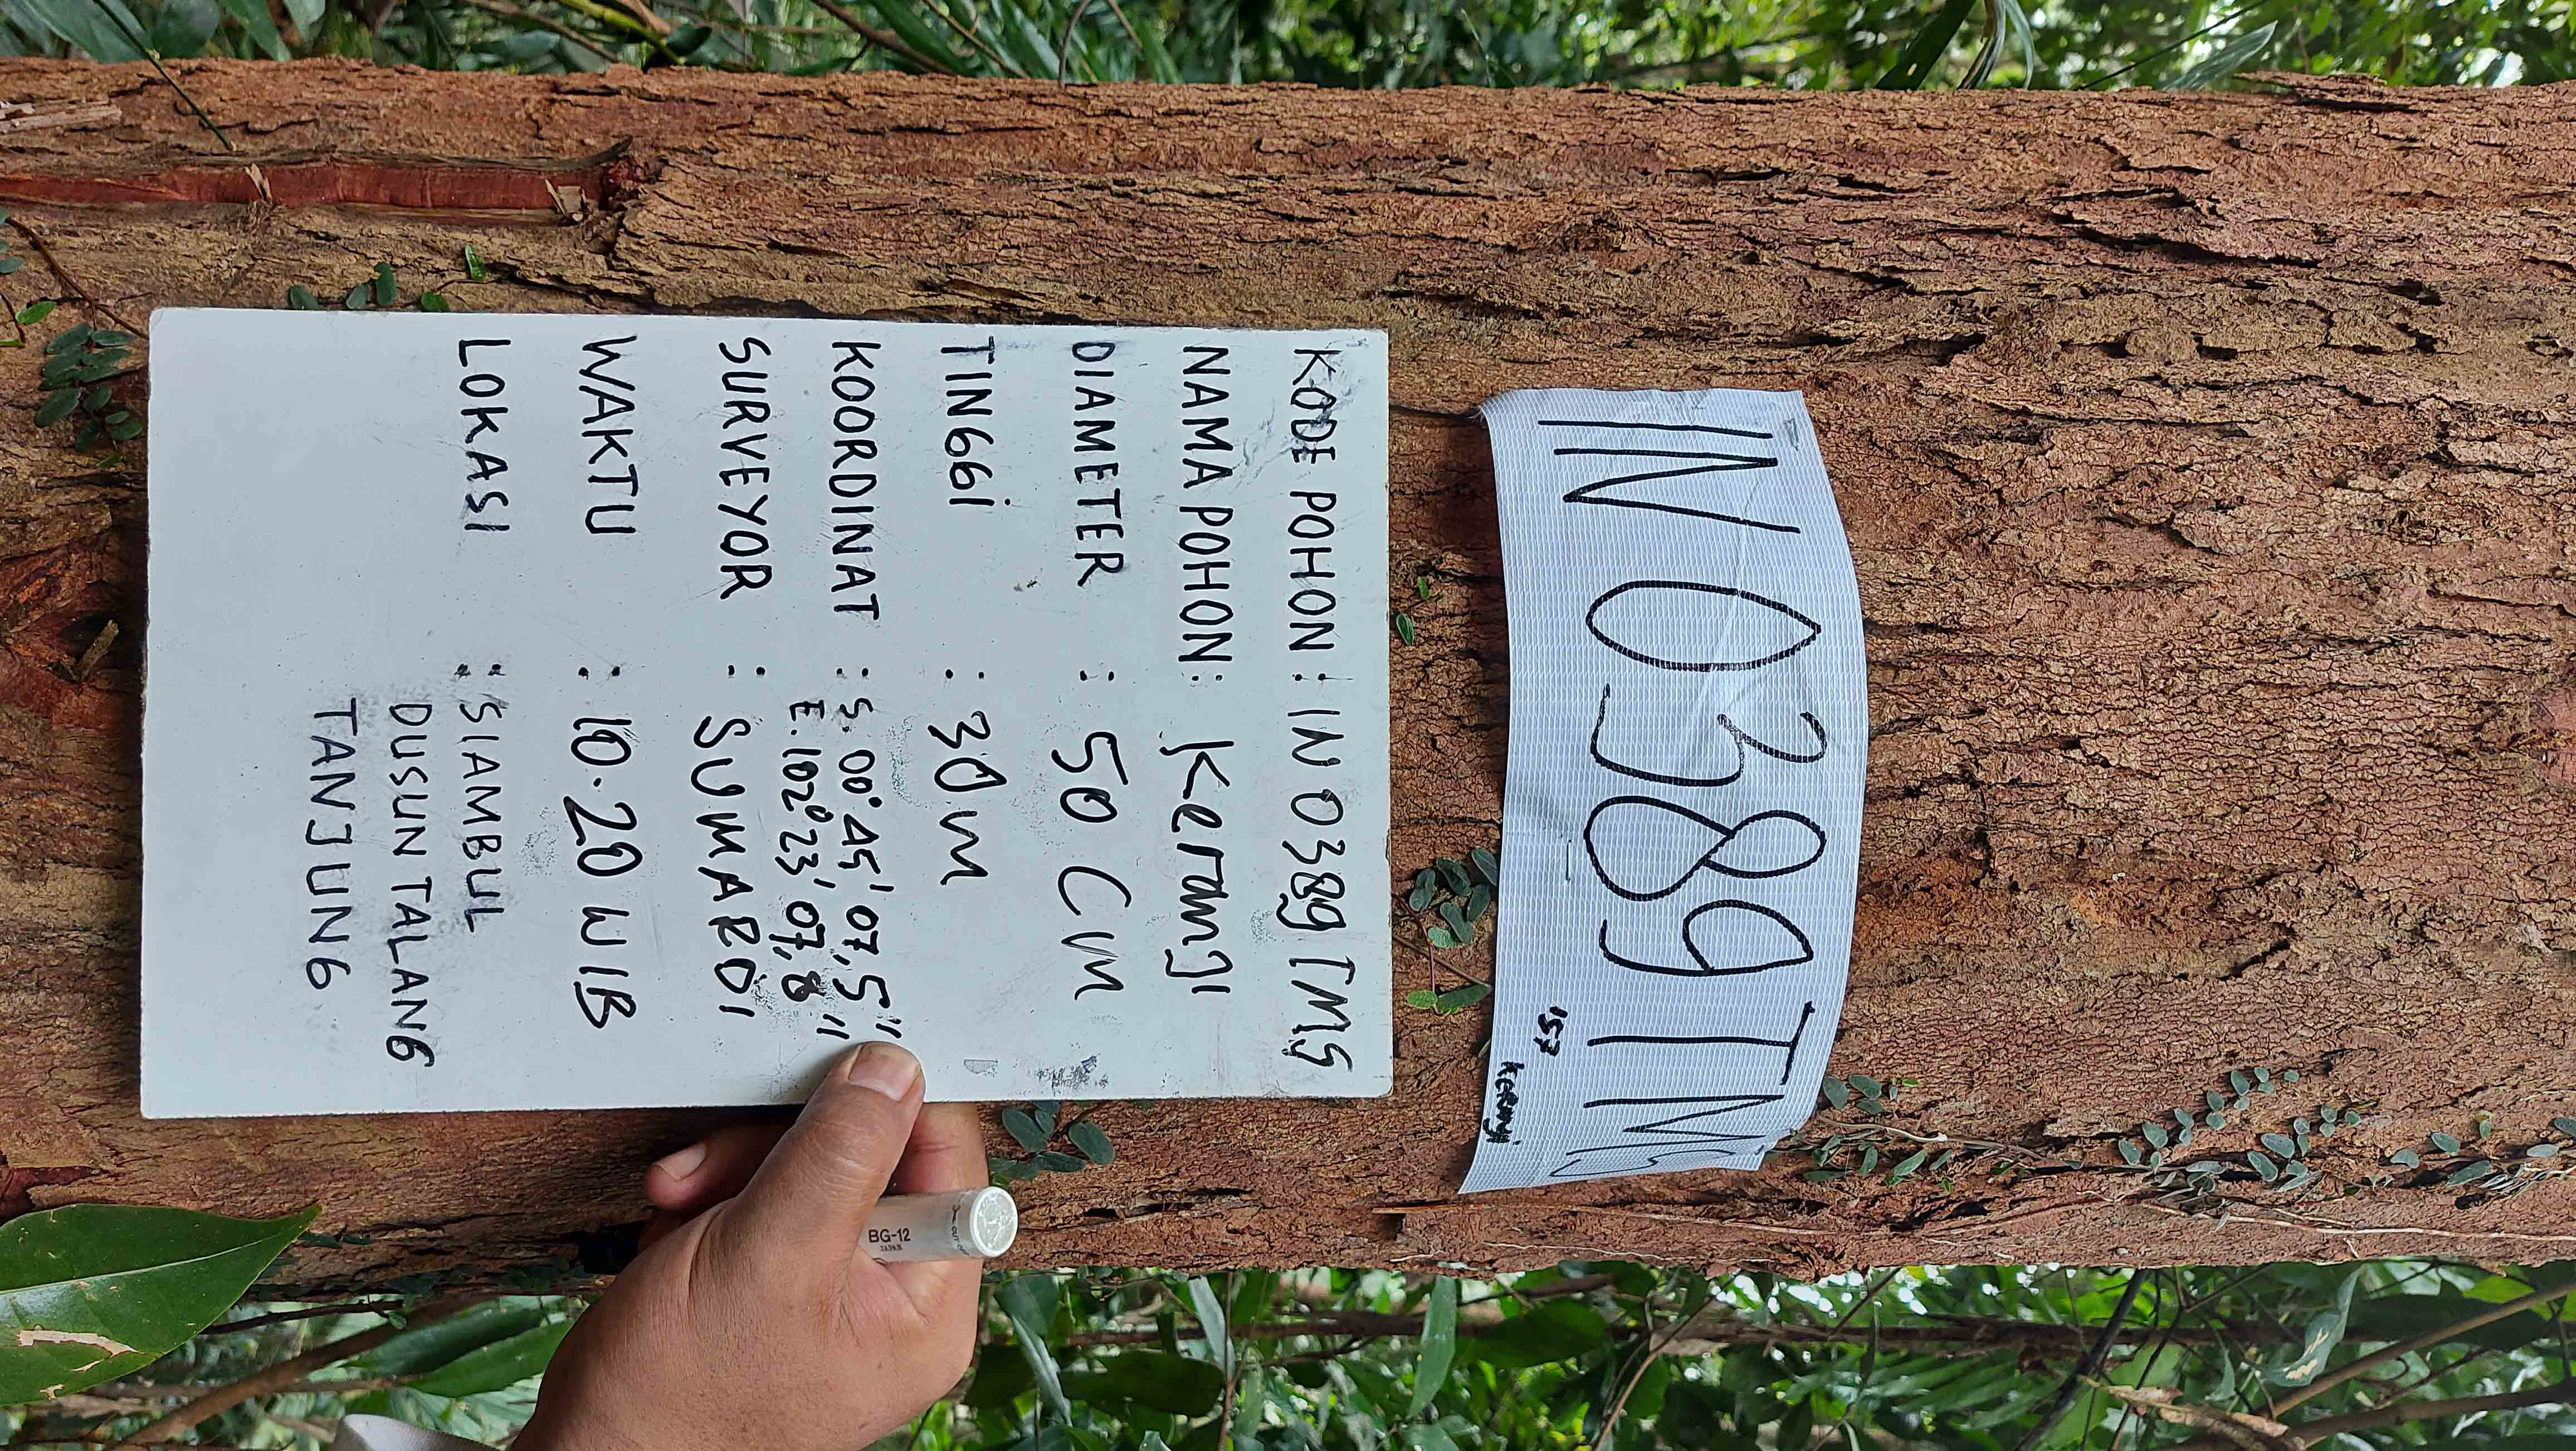 IN 0389 TMS
'57
Keranji
KODE POHON : IN 0389 TMS
NAMA POHON : Keranji
DIAMETER : 50 Cm
TINGGi : 30 m
KOORDINAT : S. 00° 45' 07,5"
E. 102° 23' 07,8"
SURVEYOR : SUMARDI
WAKTU : 10.20 WIB
LOKASI : SIAMBUL
DUSUN TALANG
TANJUNG
CUT
BG-12
JAPAN